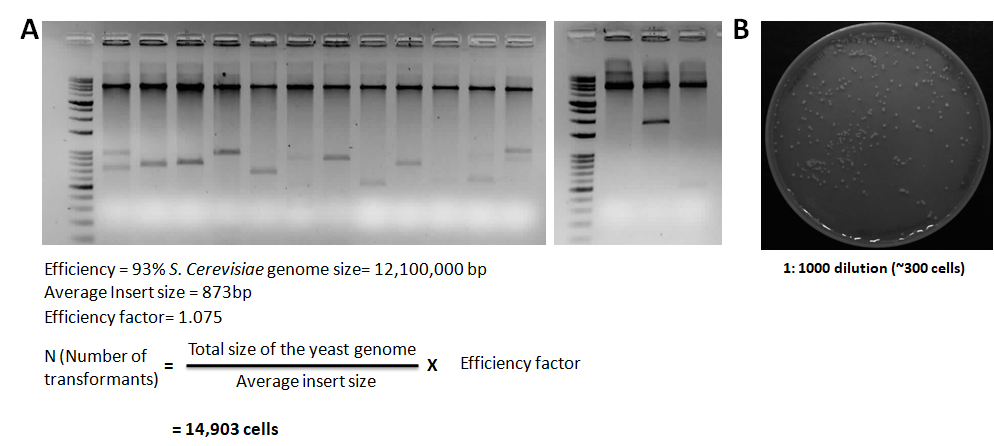 A
B
Efficiency = 93% S. Cerevisiae genome size= 12,100,000 bp
Average Insert size = 873bp
Efficiency factor= 1.075
N (Number of transformants) = Total size of the yeast genome
Average insert size
X Efficiency factor
= 14,903 cells
1: 1000 dilution (~300 cells)